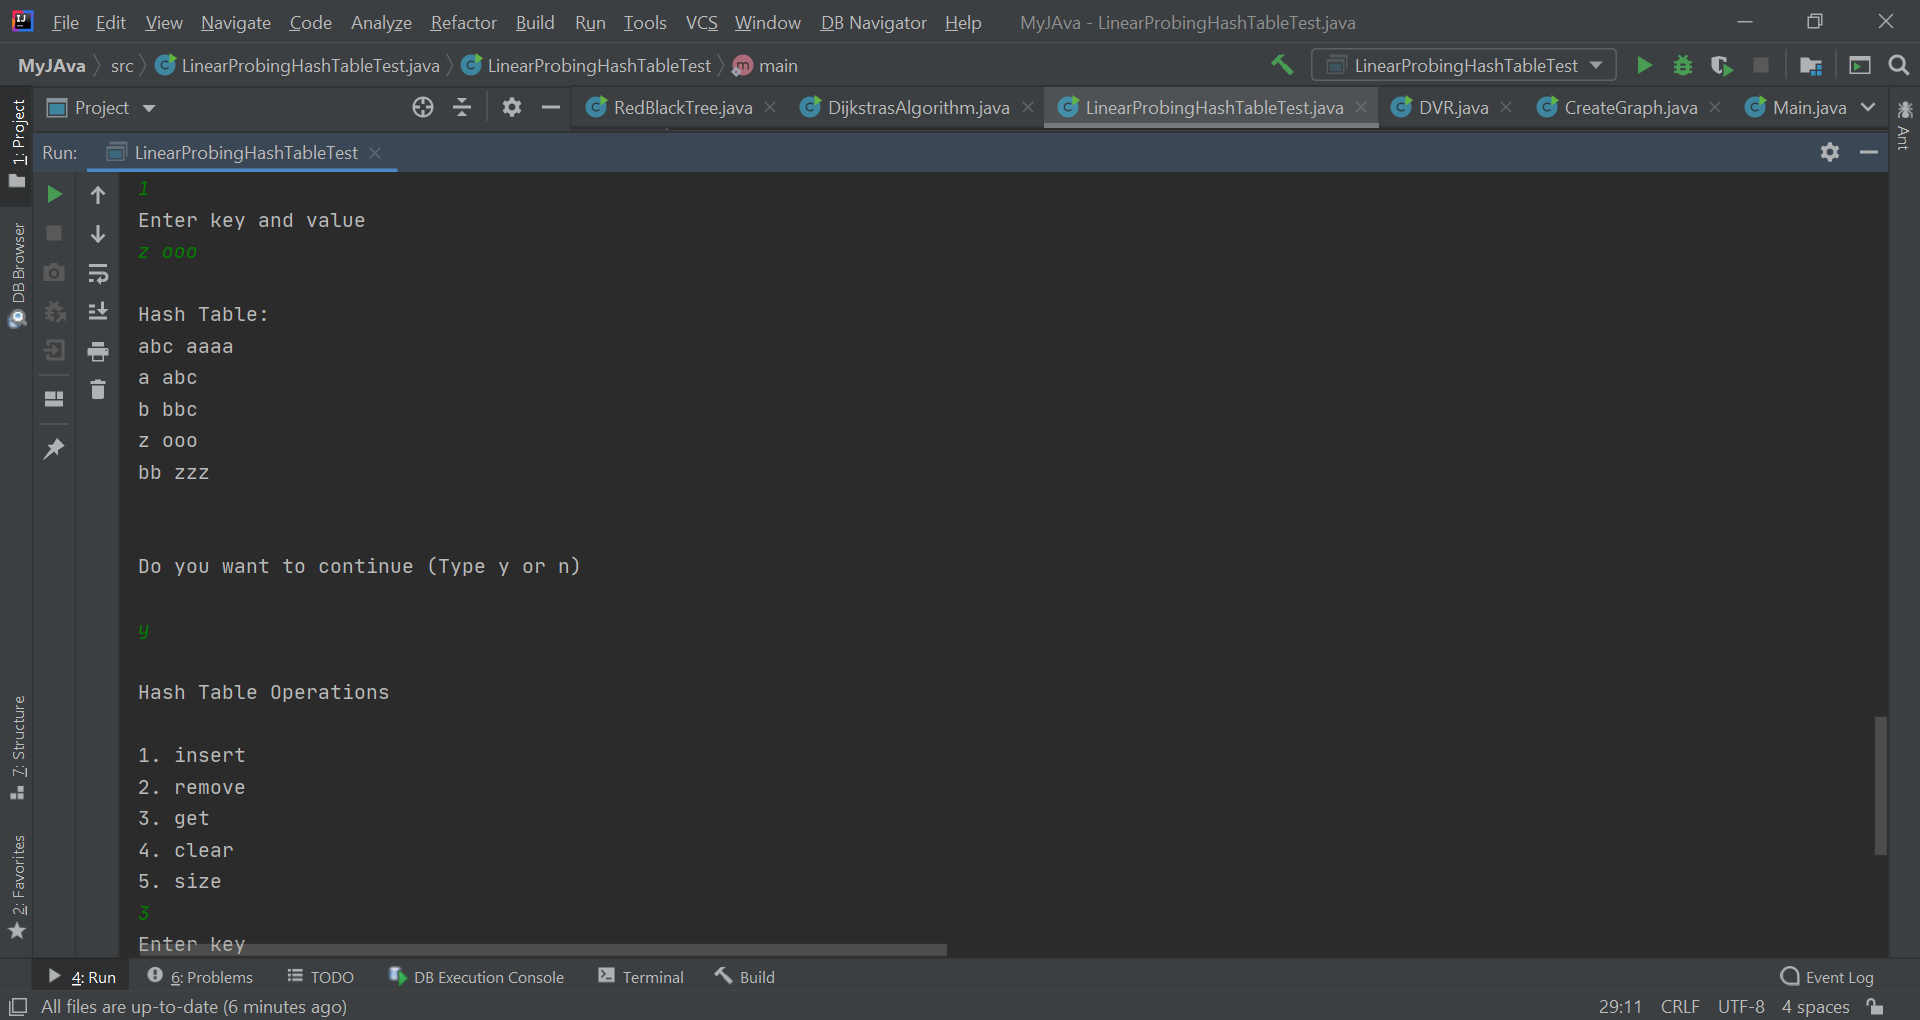 File Edit View Navigate Code Analyze Refactor Build Run Tools VCS Window DB Navigator Help MyJAva - LinearProbingHashTableTest.java
MyJAva src LinearProbingHashTableTest.java LinearProbingHashTableTest m main LinearProbingHashTableTest
Project RedBlackTree.java DijkstrasAlgorithm.java LinearProbingHashTableTest.java DVR.java CreateGraph.java Main.java
Run: LinearProbingHashTableTest
1: Project
DB Browser
7: Structure
2: Favorites
Ant
1
Enter key and value
z ooo
Hash Table:
abc aaaa
a abc
b bbc
z ooo
bb zzz
Do you want to continue (Type y or n)
y
Hash Table Operations
1. insert
2. remove
3. get
4. clear
5. size
3
Enter key
4: Run 6: Problems TODO DB Execution Console Terminal Build Event Log
All files are up-to-date (6 minutes ago) 29:11 CRLF UTF-8 4 spaces